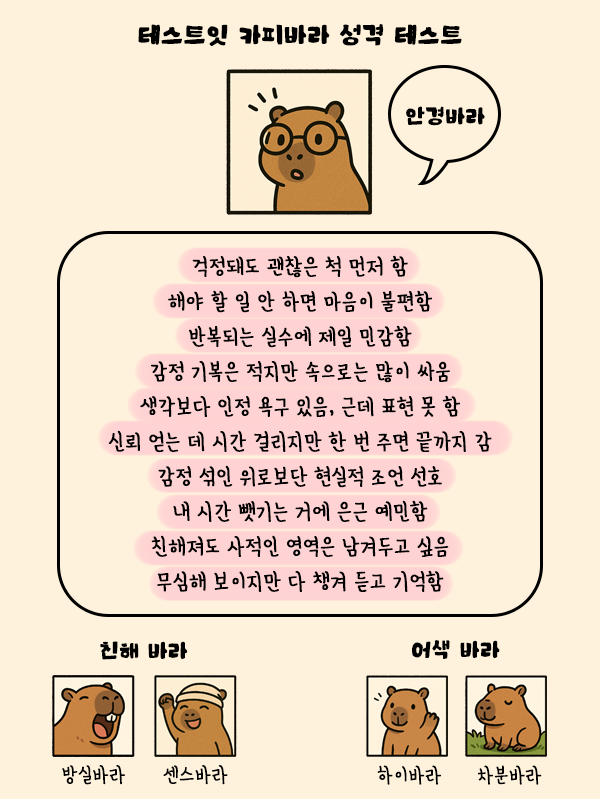 테스트잇 카피바라 성격 테스트
안경바라
걱정돼도 괜찮은 척 먼저 함
해야 할 일 안 하면 마음이 불편함
반복되는 실수에 제일 민감함
감정 기복은 적지만 속으로는 많이 싸움
생각보다 인정 욕구 있음, 근데 표현 못 함
신뢰 얻는 데 시간 걸리지만 한 번 주면 끝까지 감
감정 섞인 위로보단 현실적 조언 선호
내 시간 뺏기는 거에 은근 예민함
친해져도 사적인 영역은 남겨두고 싶음
무심해 보이지만 다 챙겨 듣고 기억함
친해 바라
어색 바라
방실바라
센스바라
하이바라
차분바라